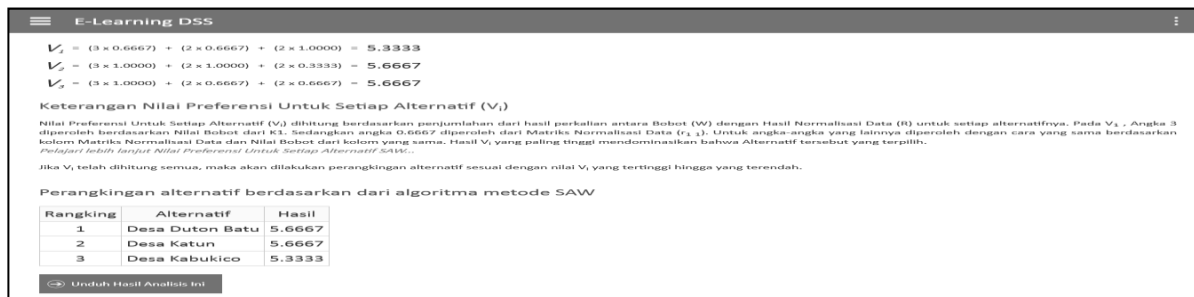 E-Learning DSS
V₁ = (3 x 0.6667) + (2 x 0.6667) + (2 x 1.0000) = 5.3333
V₂ = (3 x 1.0000) + (2 x 1.0000) + (2 x 0.3333) = 5.6667
V₃ = (3 x 1.0000) + (2 x 0.6667) + (2 x 0.6667) = 5.6667
Keterangan Nilai Preferensi Untuk Setiap Alternatif (Vᵢ)
Nilai Preferensi Untuk Setiap Alternatif (Vᵢ) dihitung berdasarkan penjumlahan dari hasil perkalian antara Bobot (W) dengan Hasil Normalisasi Data (R) untuk setiap alternatifnya. Pada V₁ , Angka 3
diperoleh berdasarkan Nilai Bobot dari K1. Sedangkan angka 0.6667 diperoleh dari Matriks Normalisasi Data (r₁ ₁). Untuk angka-angka yang lainnya diperoleh dengan cara yang sama berdasarkan
kolom Matriks Normalisasi Data dan Nilai Bobot dari kolom yang sama. Hasil Vᵢ yang paling tinggi mendominasikan bahwa Alternatif tersebut yang terpilih.
Pelajari lebih lanjut Nilai Preferensi Untuk Setiap Alternatif SAW...
Jika Vᵢ telah dihitung semua, maka akan dilakukan perangkingan alternatif sesuai dengan nilai Vᵢ yang tertinggi hingga yang terendah.
Perangkingan alternatif berdasarkan dari algoritma metode SAW
Rangking Alternatif Hasil
1 Desa Duton Batu 5.6667
2 Desa Katun 5.6667
3 Desa Kabukico 5.3333
Unduh Hasil Analisis Ini